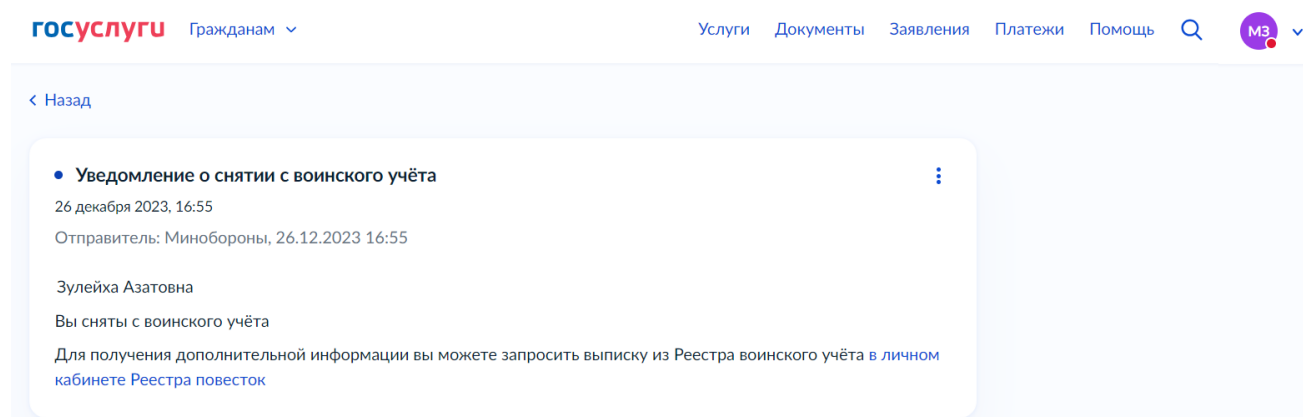 госуслуги Гражданам Услуги Документы Заявления Платежи Помощь МЗ
Назад
Уведомление о снятии с воинского учёта
26 декабря 2023, 16:55
Отправитель: Минобороны, 26.12.2023 16:55
Зулейха Азатовна
Вы сняты с воинского учёта
Для получения дополнительной информации вы можете запросить выписку из Реестра воинского учёта в личном
кабинете Реестра повесток